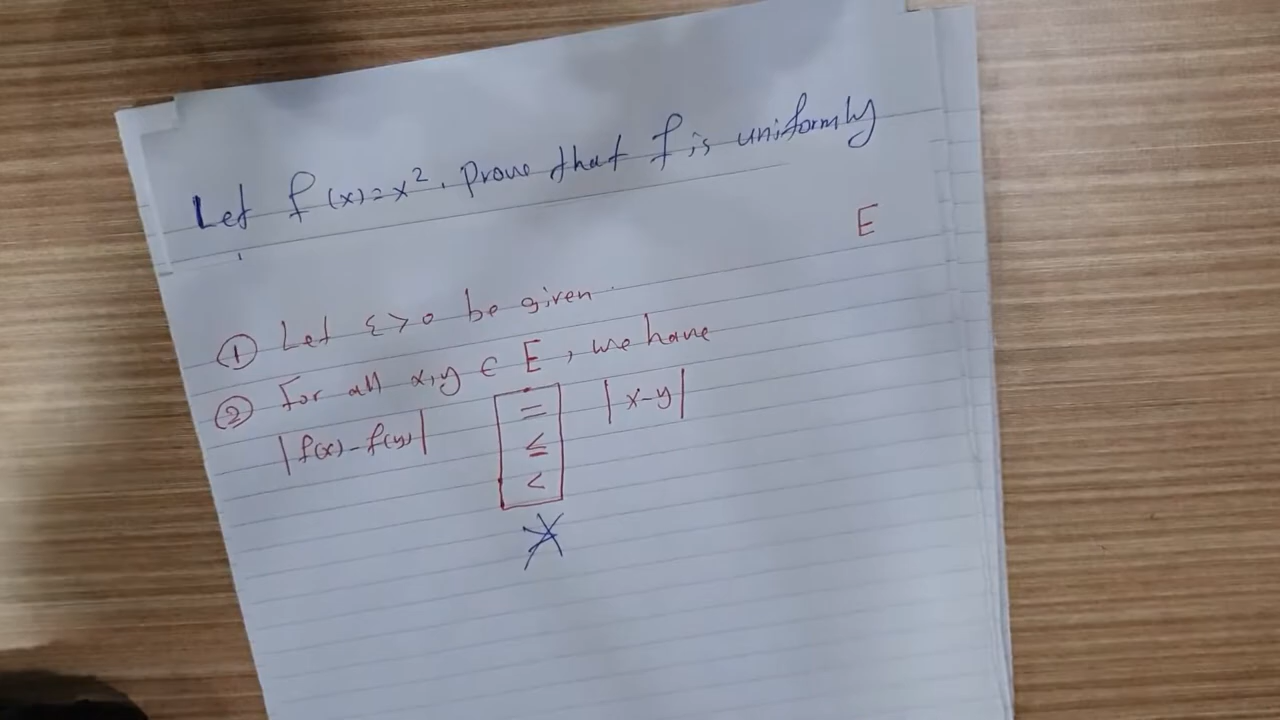 Let f(x)=x². Prove that f is uniformly
E
① Let ε>0 be given.
② For all x,y ∈ E, we have
|f(x)-f(y)| = |x-y|
≤
<
*